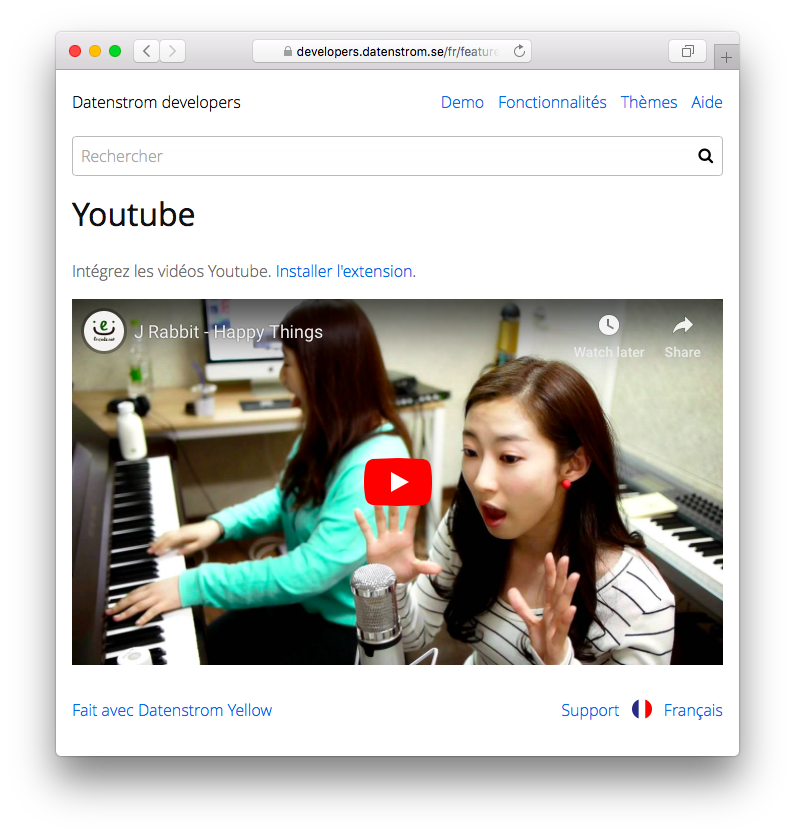 developers.datenstrom.se/fr/feature
Datenstrom developers
Demo Fonctionnalités Thèmes Aide
Rechercher
Youtube
Intégrez les vidéos Youtube. Installer l'extension.
J Rabbit - Happy Things
Watch later Share
Fait avec Datenstrom Yellow
Support Français